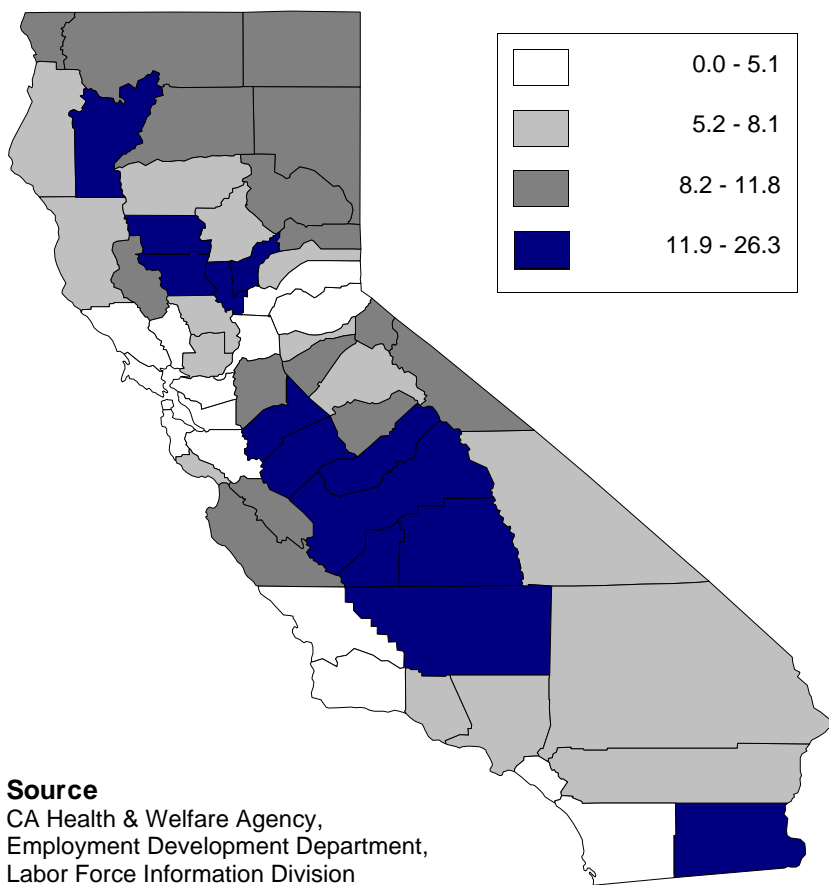 0.0 - 5.1
5.2 - 8.1
8.2 - 11.8
11.9 - 26.3
Source
CA Health & Welfare Agency,
Employment Development Department,
Labor Force Information Division